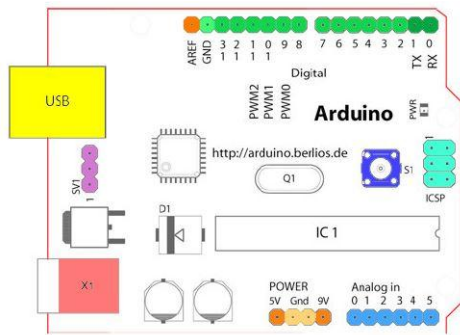 AREF
GND
13
12
11
10
9
8
7
6
5
4
3
2
1
0
TX
RX
Digital
USB
PWM2
PWM1
PWM0
Arduino
PWR
1
http://arduino.berlios.de
SV1
1
Q1
S1
ICSP
D1
IC 1
X1
POWER
5V Gnd 9V
Analog in
0 1 2 3 4 5